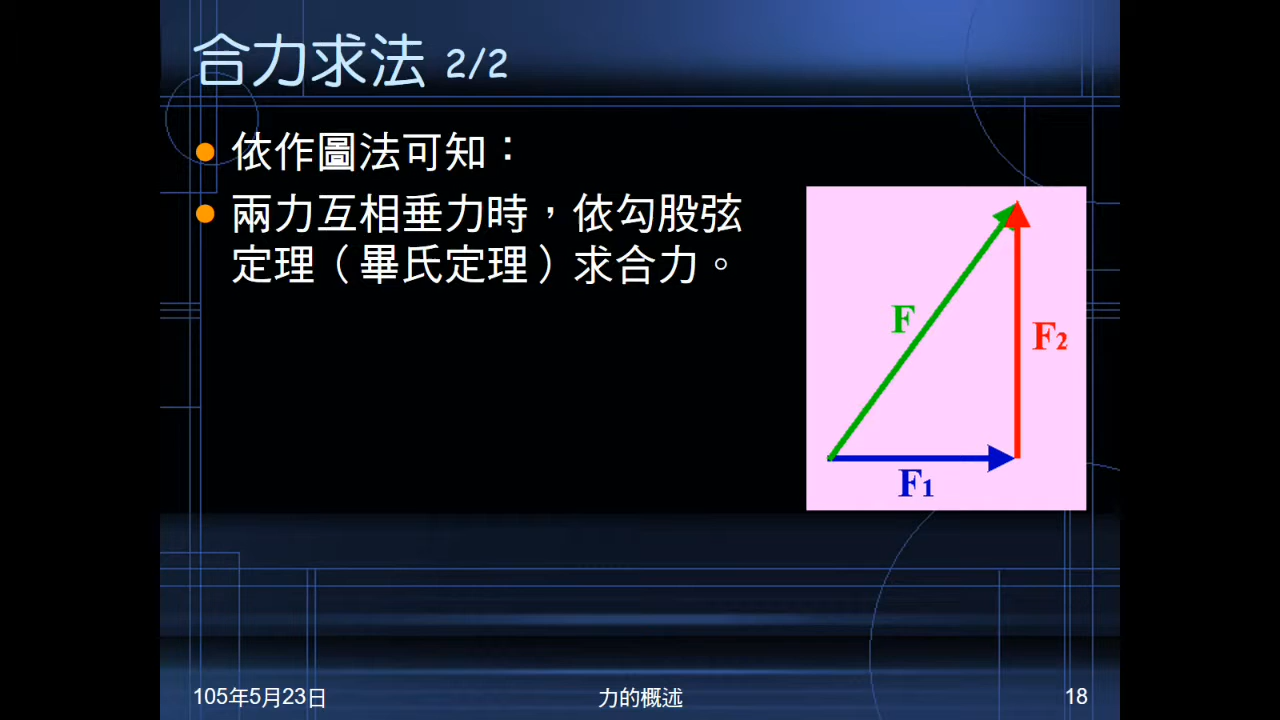 合力求法 2/2
依作圖法可知：
兩力互相垂力時，依勾股弦
定理（畢氏定理）求合力。
F
F2
F1
105年5月23日
力的概述
18